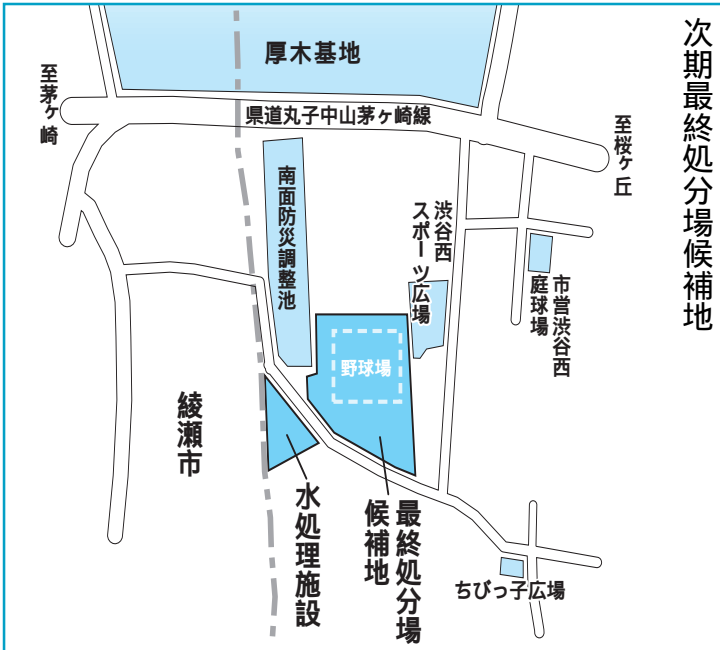 次期最終処分場候補地
厚木基地
至茅ヶ崎
県道丸子中山茅ヶ崎線
至桜ヶ丘
南面防災調整池
渋谷西
スポーツ広場
市営渋谷西
庭球場
野球場
綾瀬市
水処理施設
最終処分場
候補地
ちびっ子広場